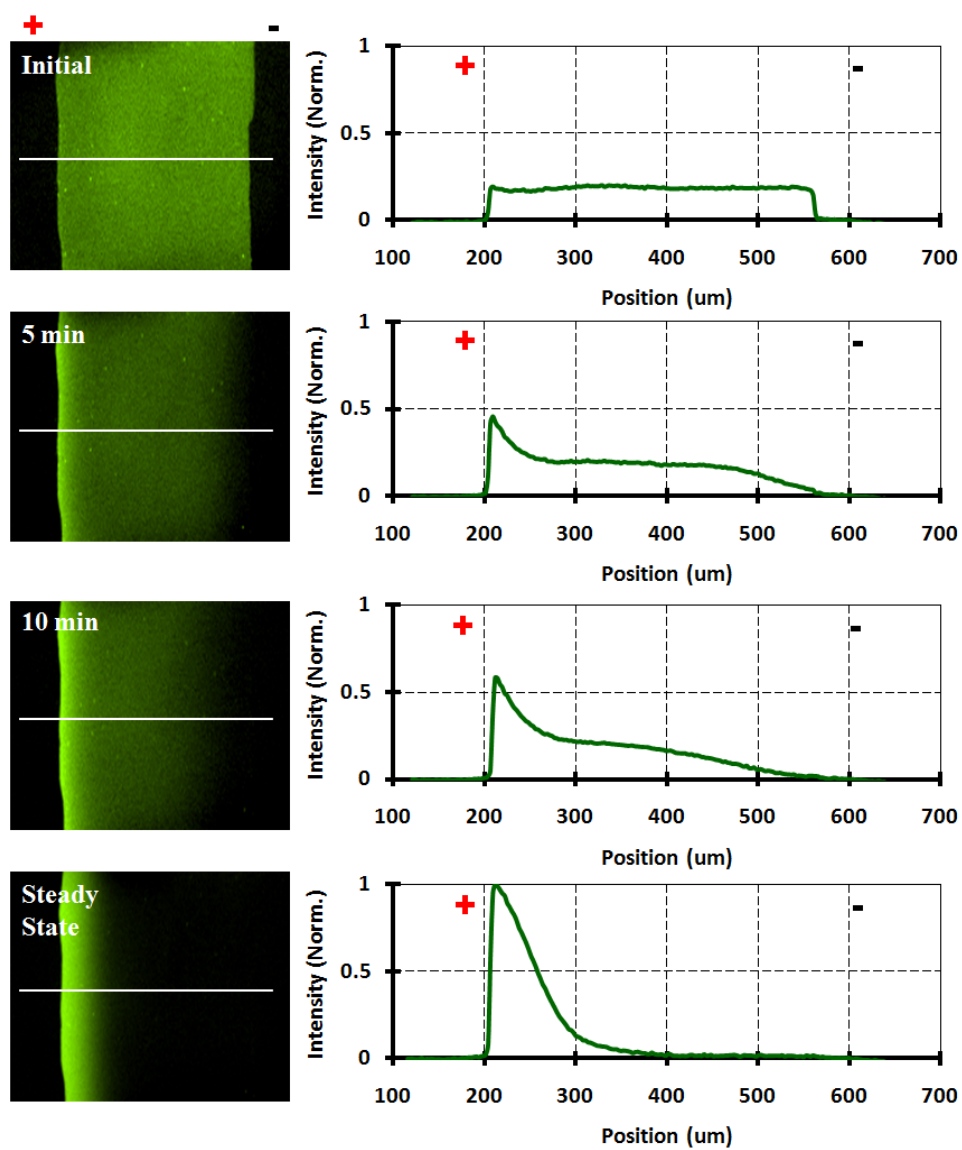 + -
Initial
Intensity (Norm.)
1
+ -
0.5
0
100 200 300 400 500 600 700
Position (um)
5 min
Intensity (Norm.)
1
+ -
0.5
0
100 200 300 400 500 600 700
Position (um)
10 min
Intensity (Norm.)
1
+ -
0.5
0
100 200 300 400 500 600 700
Position (um)
Steady
State
Intensity (Norm.)
1
+ -
0.5
0
100 200 300 400 500 600 700
Position (um)